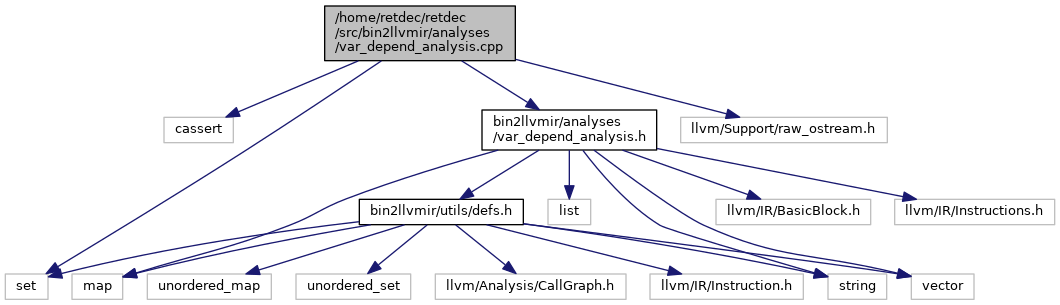 /home/retdec/retdec
/src/bin2llvmir/analyses
/var_depend_analysis.cpp
cassert
bin2llvmir/analyses
/var_depend_analysis.h
llvm/Support/raw_ostream.h
bin2llvmir/utils/defs.h
list
llvm/IR/BasicBlock.h
llvm/IR/Instructions.h
set
map
unordered_map
unordered_set
llvm/Analysis/CallGraph.h
llvm/IR/Instruction.h
string
vector